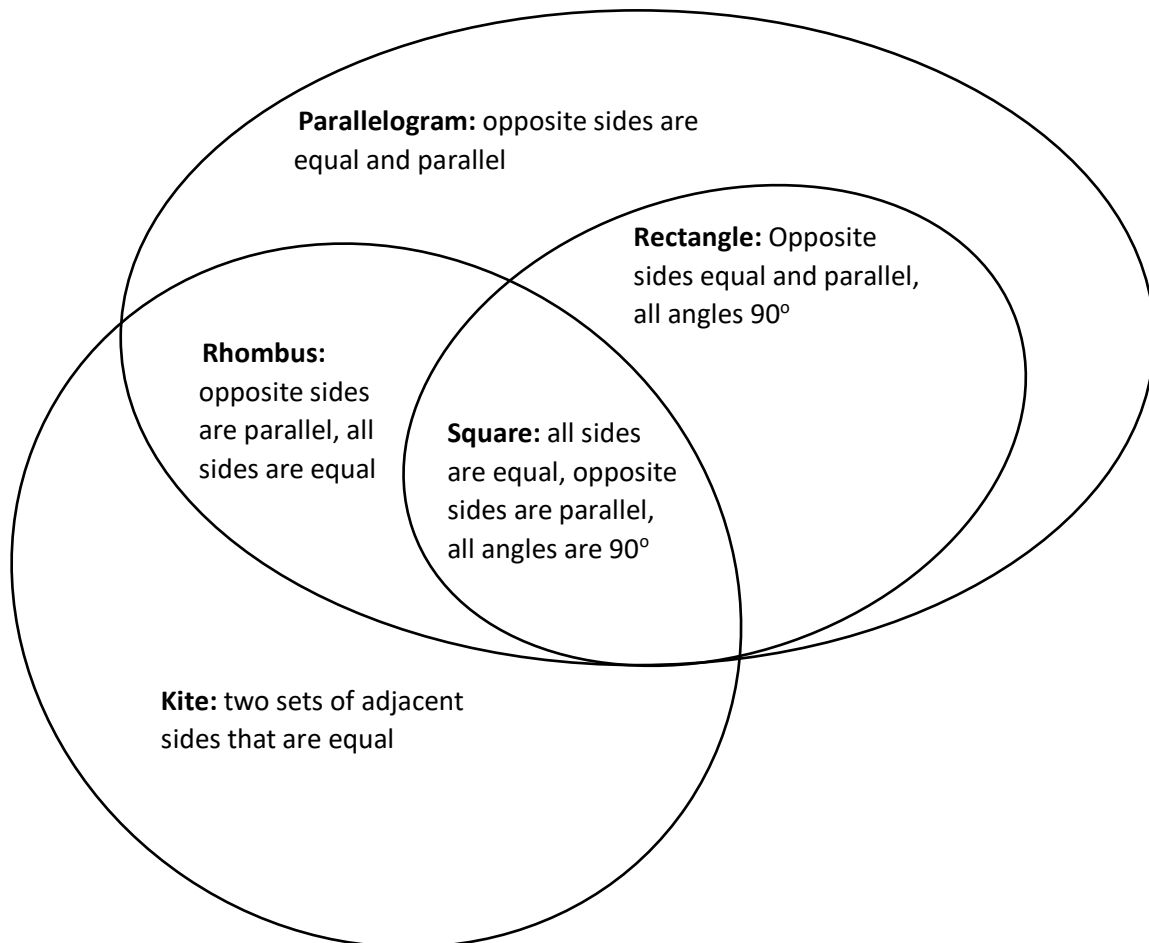 Parallelogram: opposite sides are
equal and parallel
Rectangle: Opposite
sides equal and parallel,
all angles 90º
Rhombus:
opposite sides
are parallel, all
sides are equal
Square: all sides
are equal, opposite
sides are parallel,
all angles are 90º
Kite: two sets of adjacent
sides that are equal